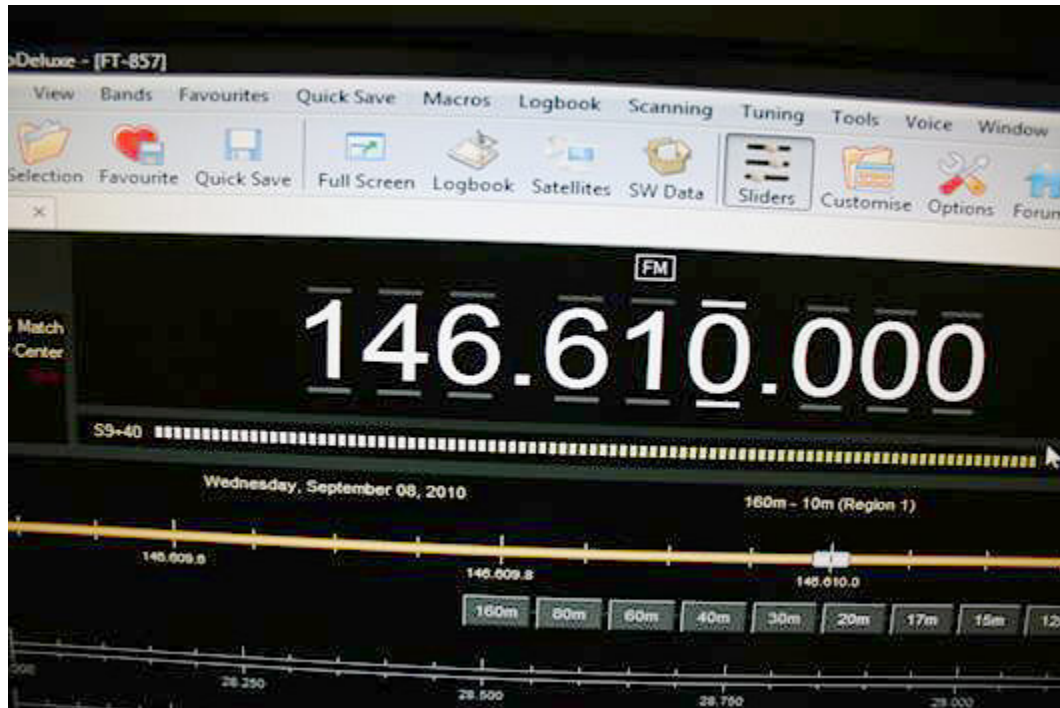 oDeluxe - [FT-857]
View Bands Favourites Quick Save Macros Logbook Scanning Tuning Tools Voice Window
Selection Favourite Quick Save Full Screen Logbook Satellites SW Data Sliders Customise Options Forum
FM
146.610.000
Match
Center
S9+40
Wednesday, September 08, 2010 160m - 10m (Region 1)
146.609.6 146.609.8 146.610.0
160m 80m 60m 40m 30m 20m 17m 15m 12
28.250 28.500 28.750 29.000